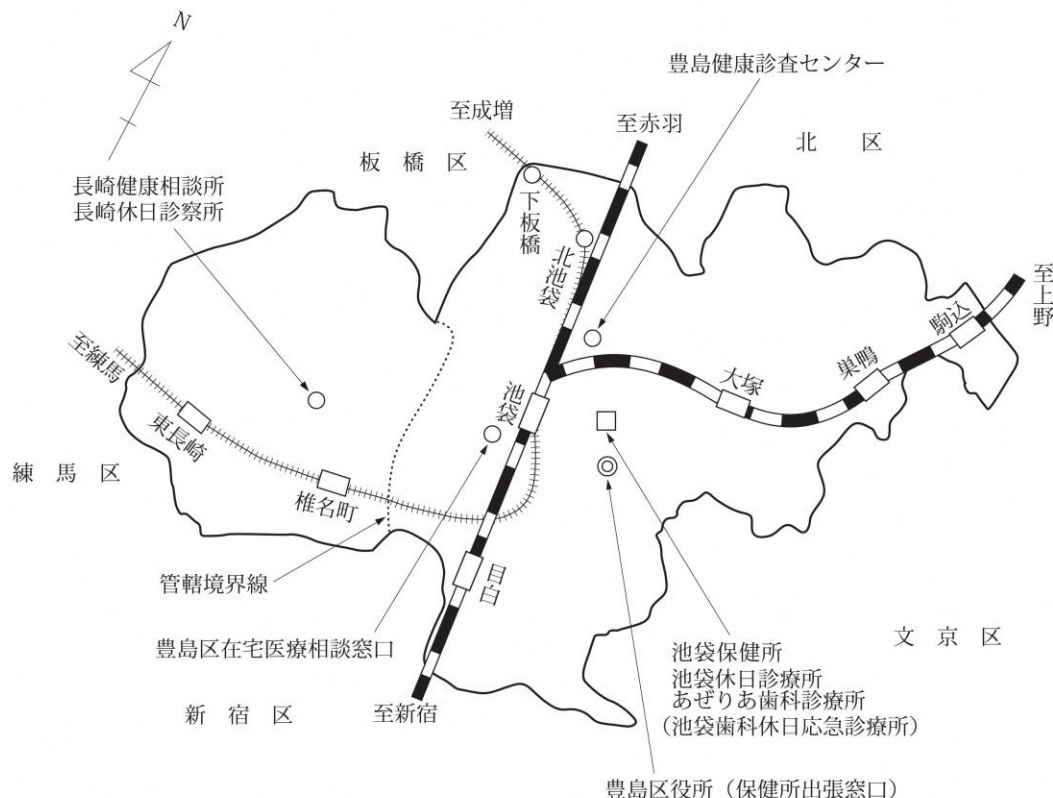 N
豊島健康診査センター
至成増
至赤羽
北 区
板 橋 区
長崎健康相談所
長崎休日診察所
下板橋
北池袋
至上野
駒込
巣鴨
大塚
池袋
至練馬
東長崎
椎名町
練 馬 区
目白
管轄境界線
豊島区在宅医療相談窓口
文 京 区
池袋保健所
池袋休日診療所
あぜりあ歯科診療所
(池袋歯科休日応急診療所)
新 宿 区
至新宿
豊島区役所（保健所出張窓口）